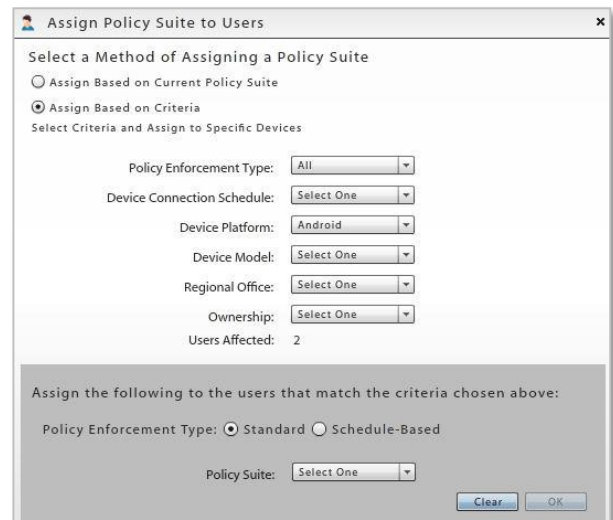 Assign Policy Suite to Users x
Select a Method of Assigning a Policy Suite
Assign Based on Current Policy Suite
Assign Based on Criteria
Select Criteria and Assign to Specific Devices
Policy Enforcement Type: All
Device Connection Schedule: Select One
Device Platform: Android
Device Model: Select One
Regional Office: Select One
Ownership: Select One
Users Affected: 2
Assign the following to the users that match the criteria chosen above:
Policy Enforcement Type: Standard Schedule-Based
Policy Suite: Select One
Clear OK